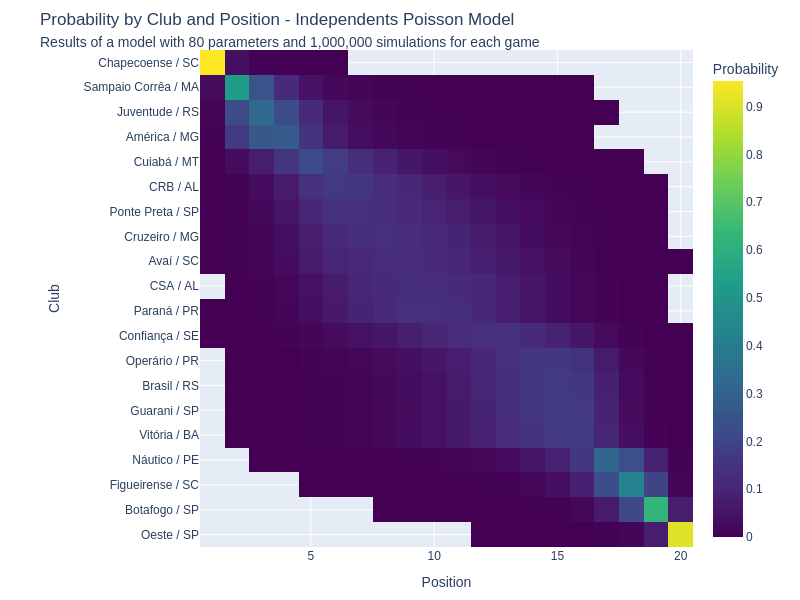 Probability by Club and Position - Independents Poisson Model
Results of a model with 80 parameters and 1,000,000 simulations for each game
Probability
Chapecoense / SC
Sampaio Corrêa / MA
Juventude / RS
América / MG
Cuiabá / MT
CRB / AL
Ponte Preta / SP
Cruzeiro / MG
Avaí / SC
CSA / AL
Paraná / PR
Confiança / SE
Operário / PR
Brasil / RS
Guarani / SP
Vitória / BA
Náutico / PE
Figueirense / SC
Botafogo / SP
Oeste / SP
Club
5
10
15
20
Position
0.9
0.8
0.7
0.6
0.5
0.4
0.3
0.2
0.1
0